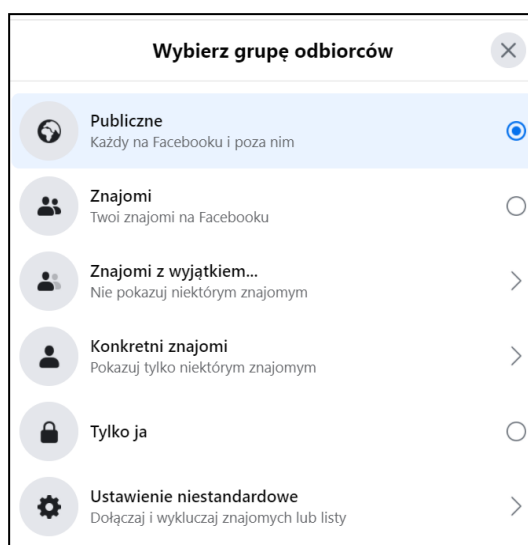 Wybierz grupę odbiorców
Publiczne
Każdy na Facebooku i poza nim
Znajomi
Twoi znajomi na Facebooku
Znajomi z wyjątkiem...
Nie pokazuj niektórym znajomym
Konkretni znajomi
Pokazuj tylko niektórym znajomym
Tylko ja
Ustawienie niestandardowe
Dołączaj i wykluczaj znajomych lub listy